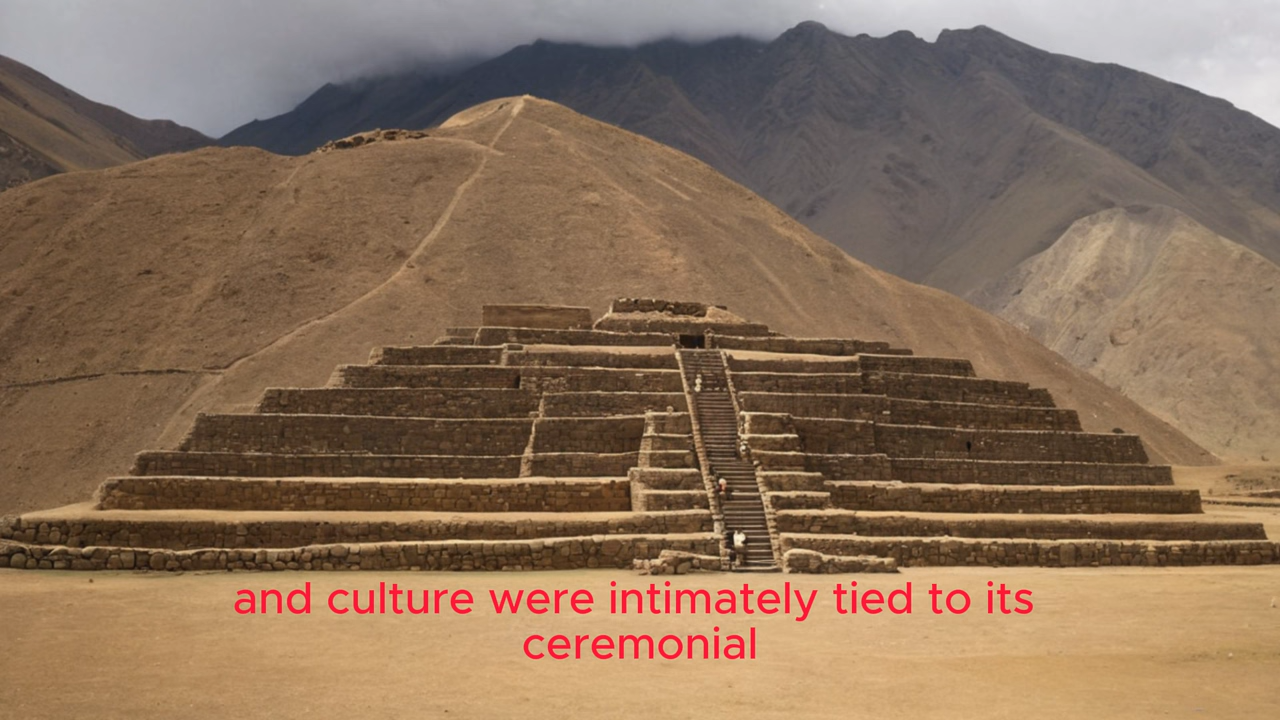 and culture were intimately tied to its
ceremonial